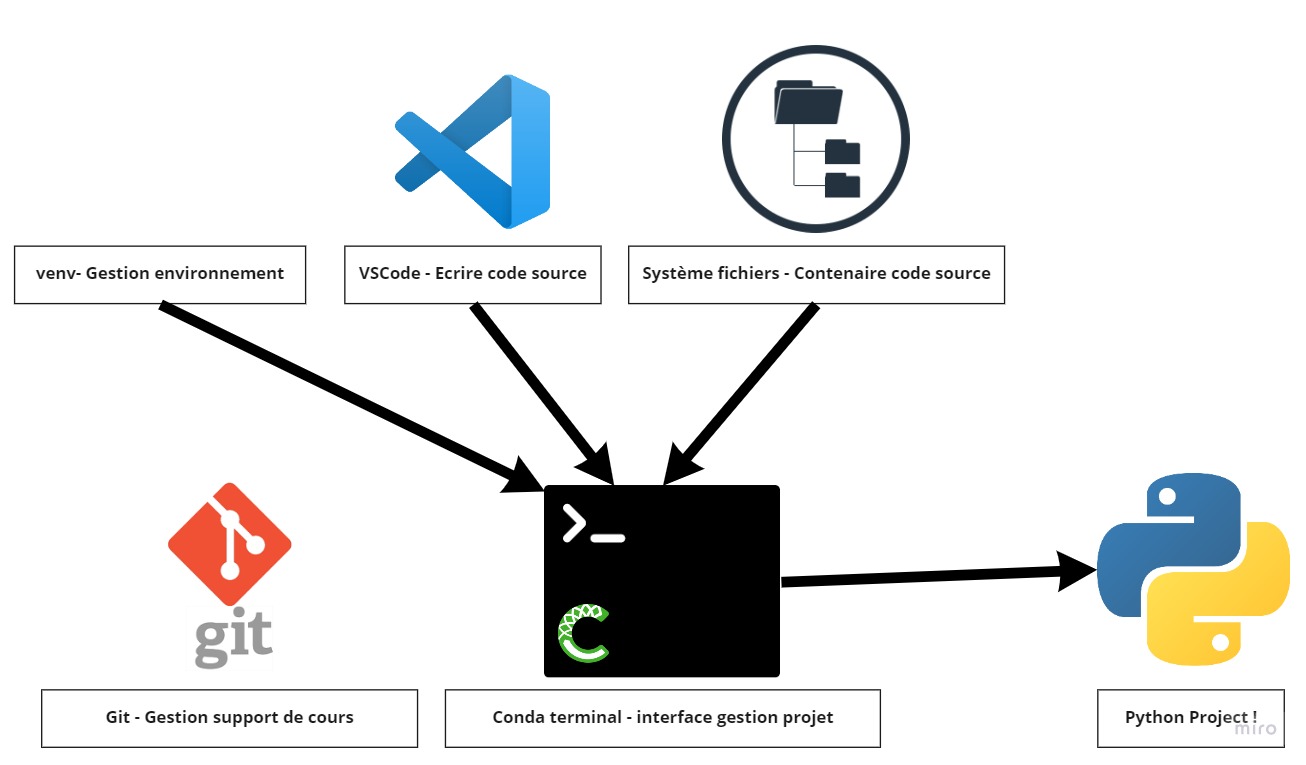 venv- Gestion environnement
VSCode - Ecrire code source
Système fichiers - Contenaire code source
>_
git
C
Git - Gestion support de cours
Conda terminal - interface gestion projet
Python Project !
miro